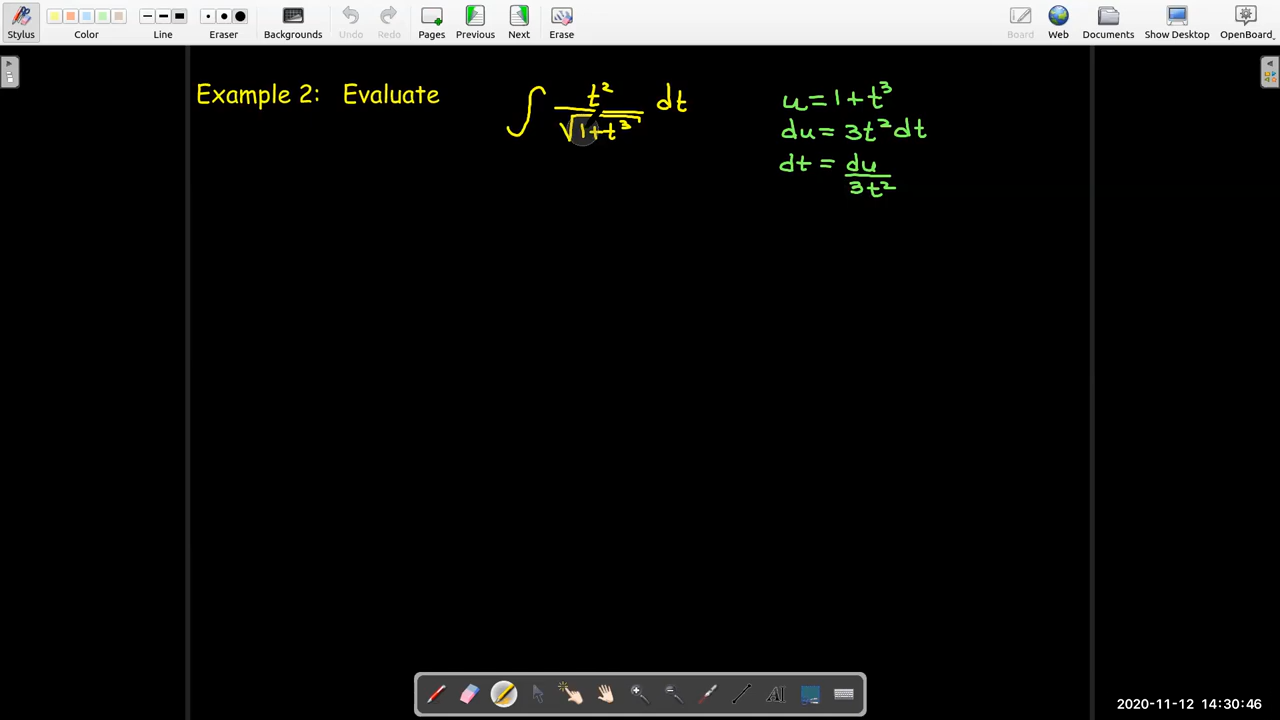 Stylus Color Line Eraser Backgrounds Undo Redo Pages Previous Next Erase Board Web Documents Show Desktop OpenBoard
Example 2: Evaluate ∫ t²/√(1+t³) dt
u = 1 + t³
du = 3t² dt
dt = du/3t²
AI
2020-11-12 14:30:46